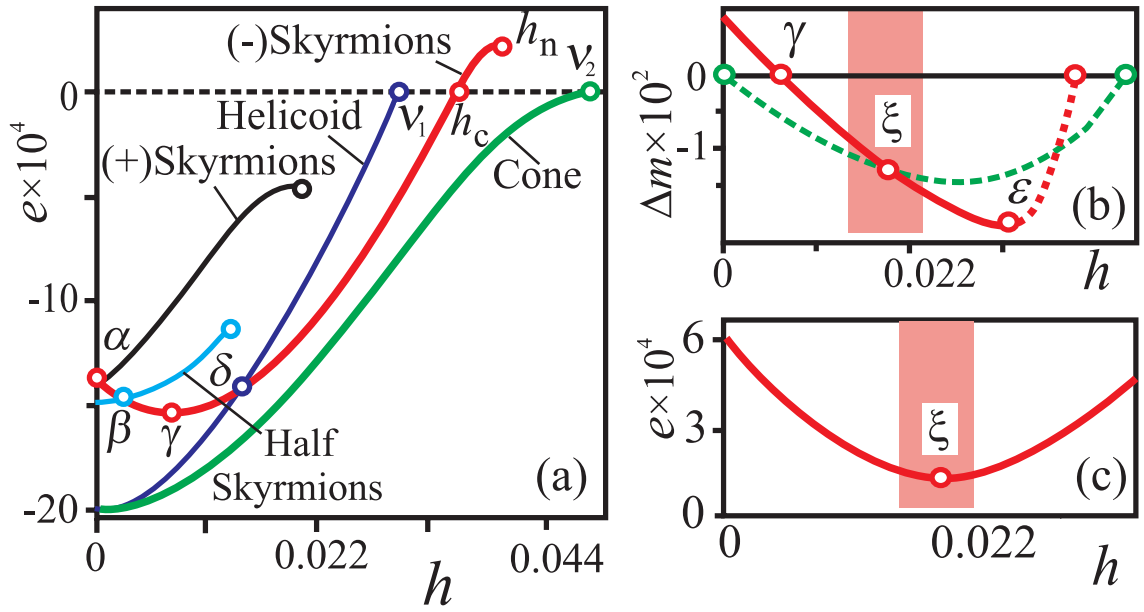 (-)Skyrmions
h_n
ν_2
0
Helicoid
ν_1
h_c
(+)Skyrmions
Cone
e×10^4
-10
α
δ
β
γ
Half
Skyrmions
(a)
-20
0
0.022
0.044
h
γ
0
ξ
Δm×10^2
-1
ε
(b)
0
0.022
h
6
e×10^4
3
ξ
(c)
0
0
0.022
h